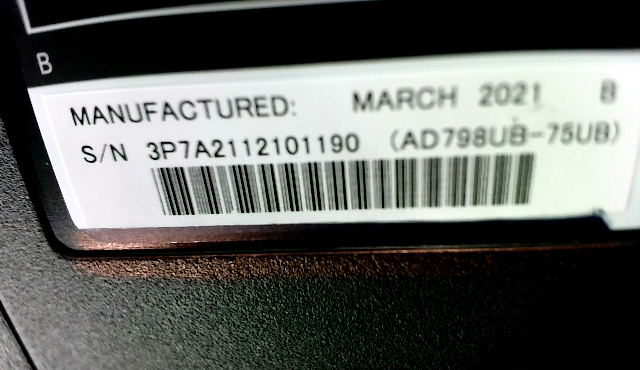 B
MANUFACTURED: MARCH 2021 B
S/N 3P7A2112101190 (AD798UB-75UB)